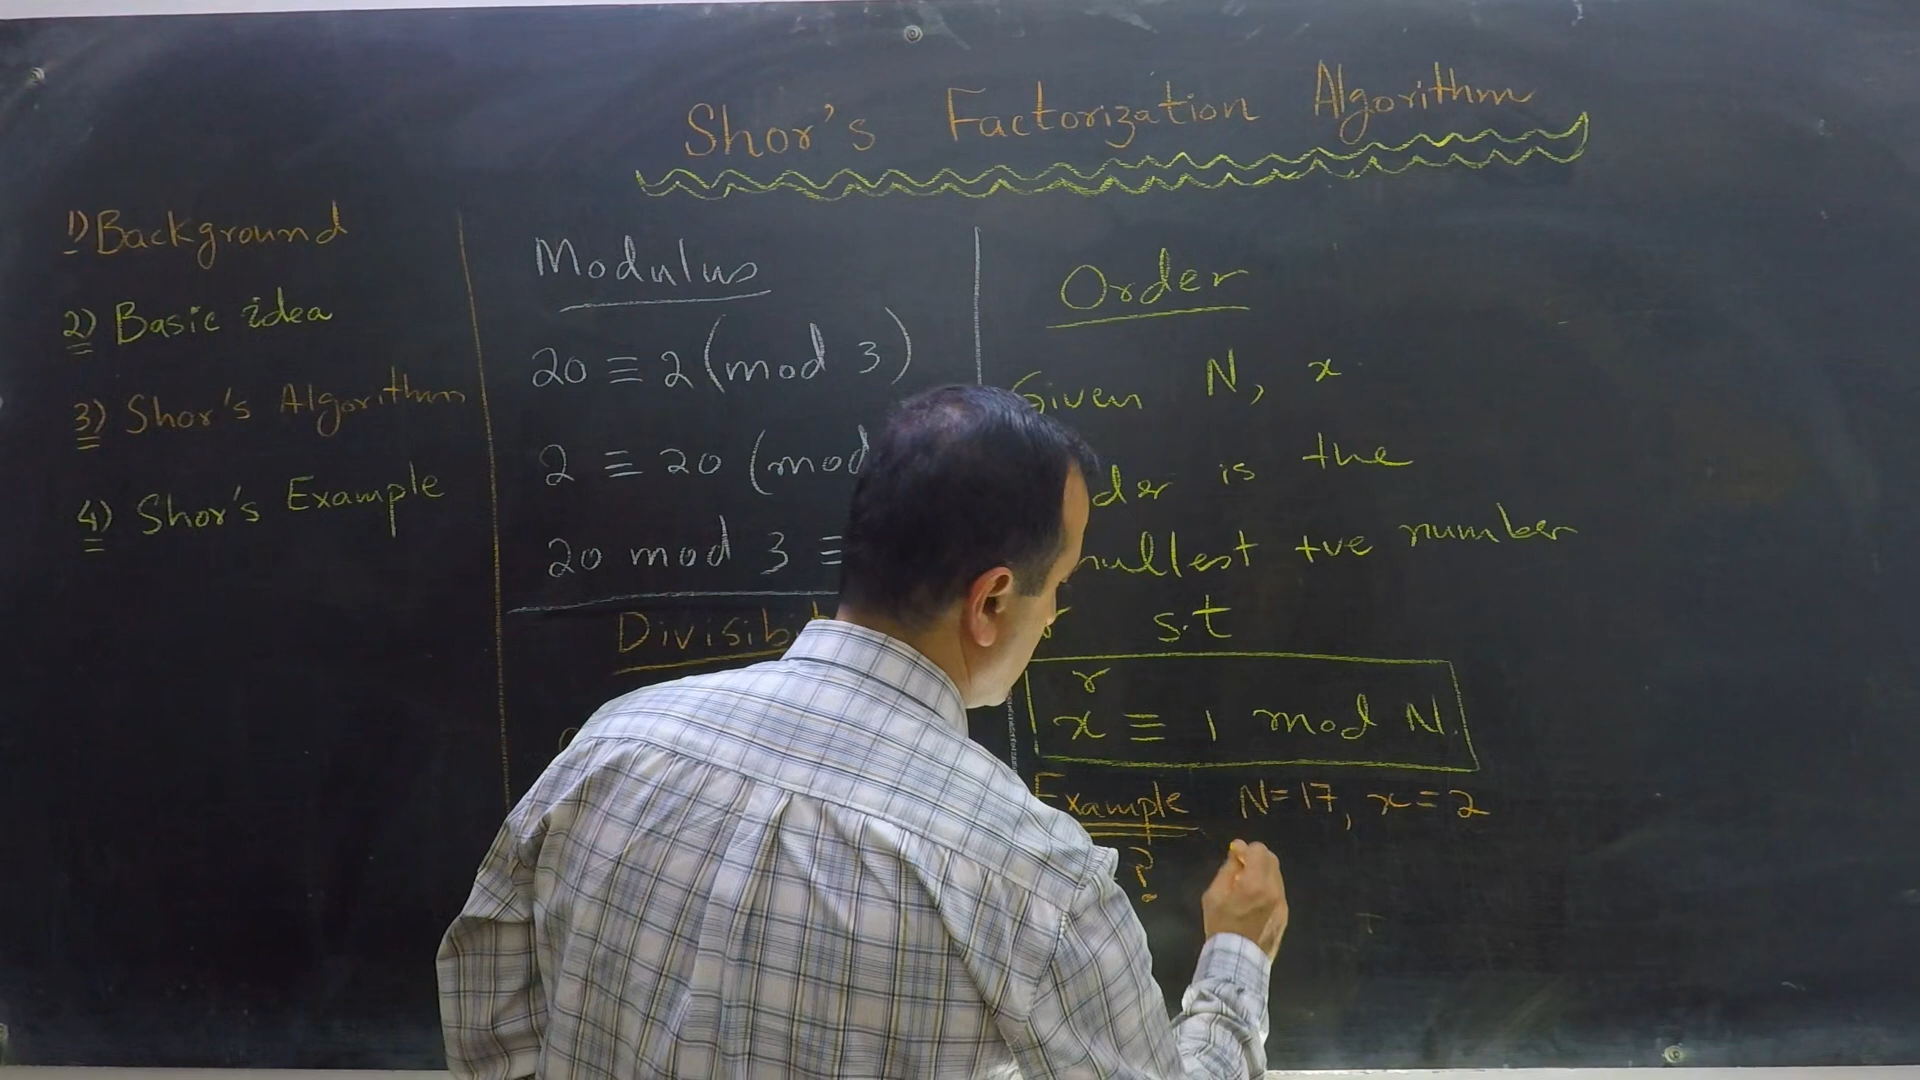 Shor's Factorization Algorithm
1) Background
2) Basic idea
3) Shor's Algorithm
4) Shor's Example
Modulus
20 ≡ 2 (mod 3)
2 ≡ 20 (mod
20 mod 3 ≡
Divisib
Order
Given N, x
der is the
mallest +ve number
r s.t
x^r ≡ 1 mod N
Example N=17, x=2
?